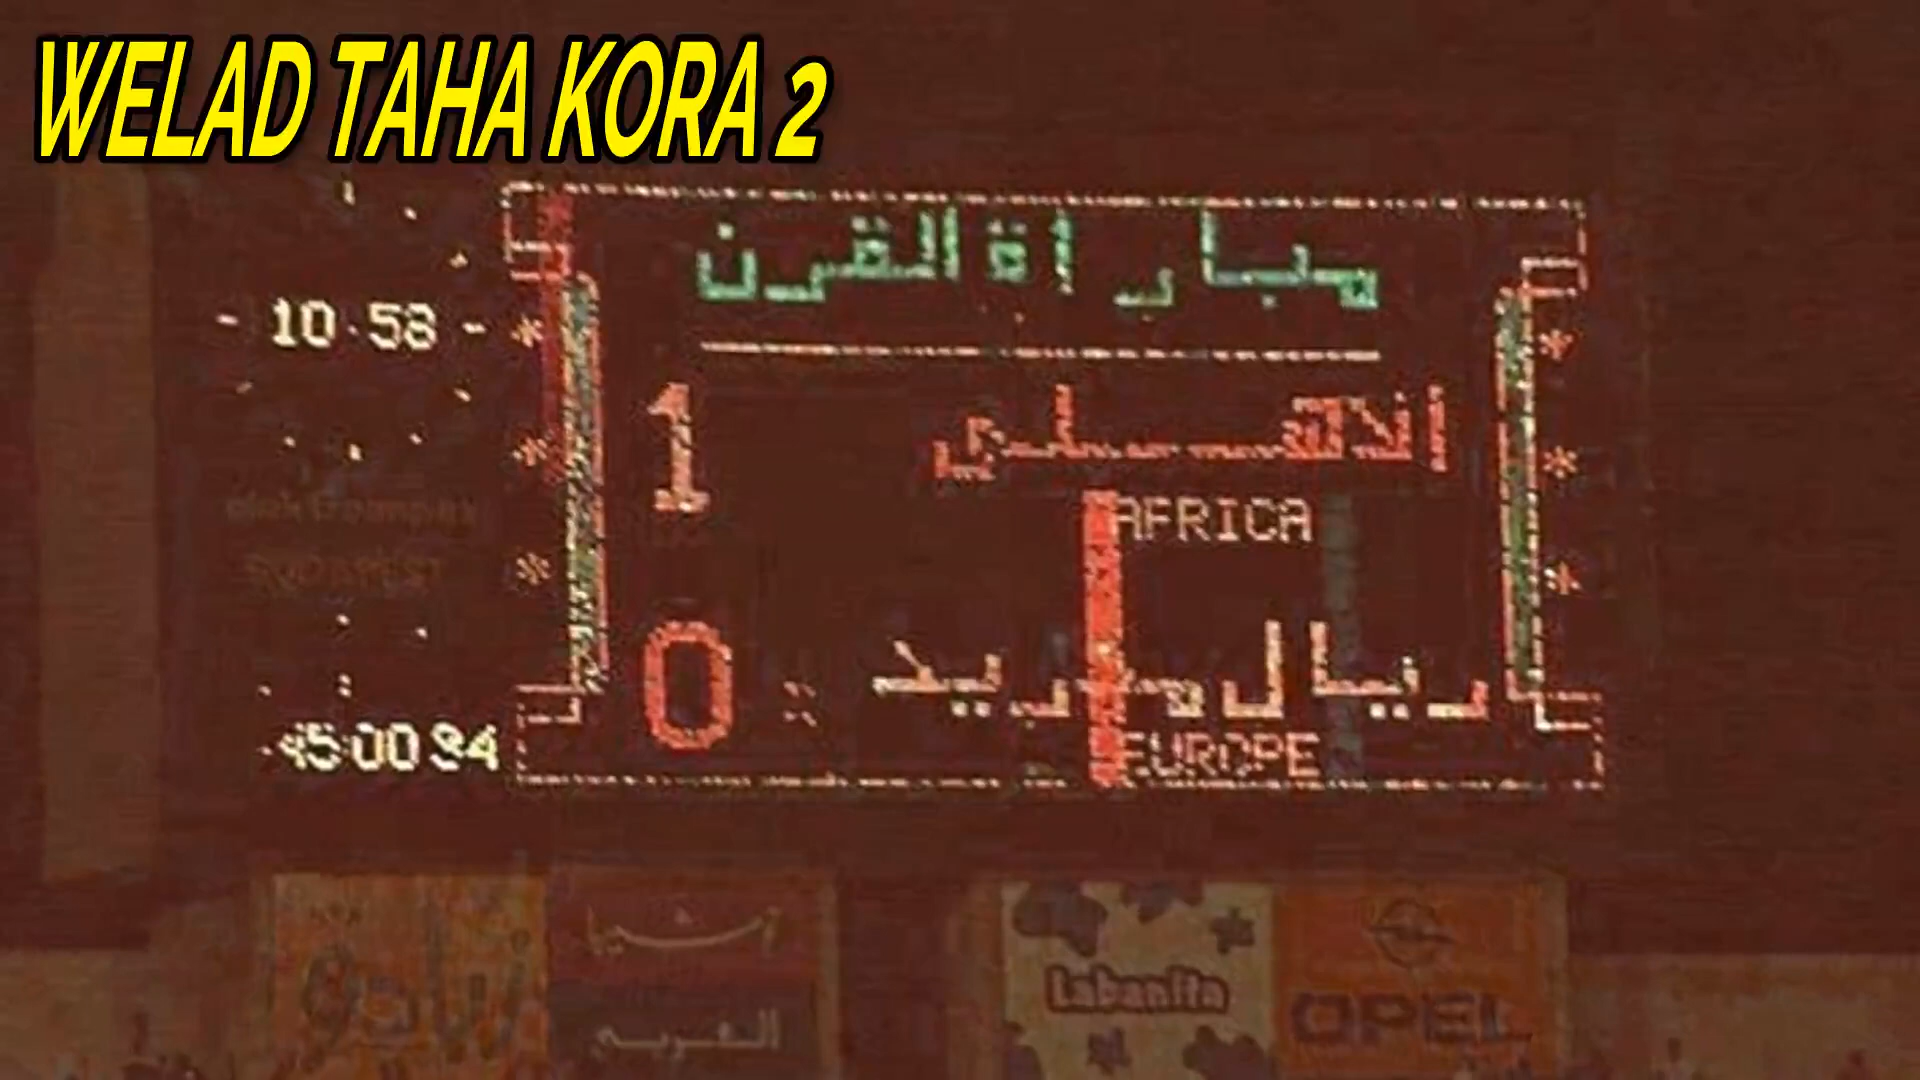 WELAD TAHA KORA 2
مباراة القرن
- 10:58 -
1 الاهلي
AFRICA
0 ريال مدريد
EUROPE
45:00
Labanita
OPEL